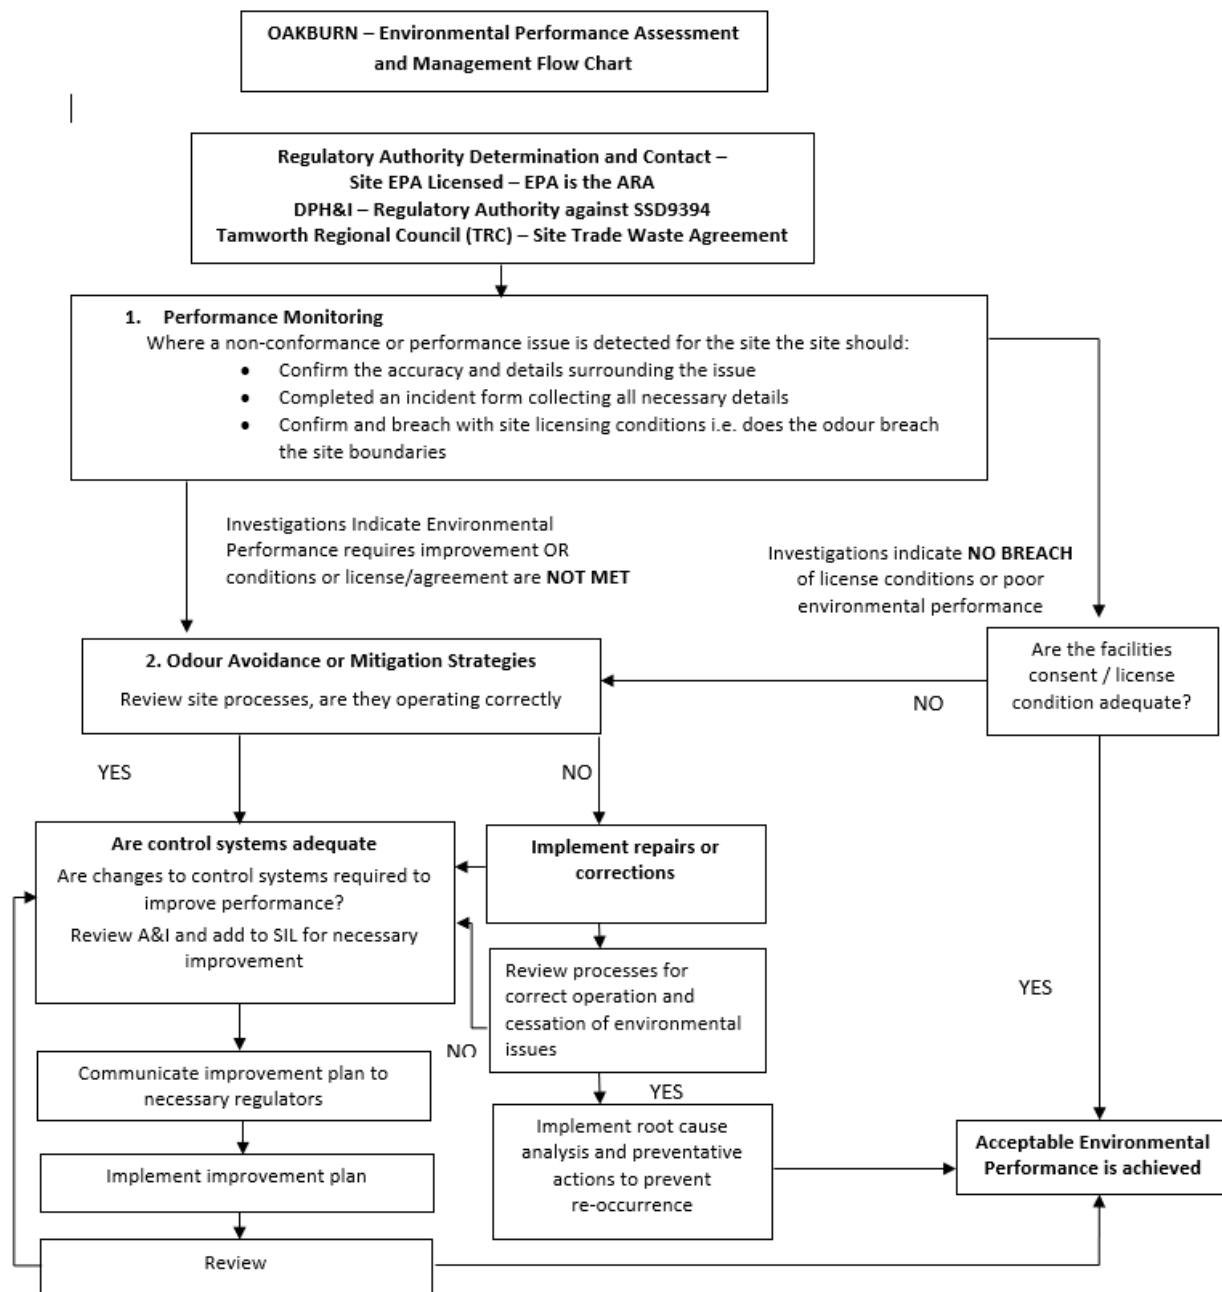 OAKBURN – Environmental Performance Assessment
and Management Flow Chart
Regulatory Authority Determination and Contact –
Site EPA Licensed – EPA is the ARA
DPH&I – Regulatory Authority against SSD9394
Tamworth Regional Council (TRC) – Site Trade Waste Agreement
1. Performance Monitoring
Where a non-conformance or performance issue is detected for the site the site should:
• Confirm the accuracy and details surrounding the issue
• Completed an incident form collecting all necessary details
• Confirm and breach with site licensing conditions i.e. does the odour breach
the site boundaries
Investigations Indicate Environmental
Performance requires improvement OR
conditions or license/agreement are NOT MET
Investigations indicate NO BREACH
of license conditions or poor
environmental performance
2. Odour Avoidance or Mitigation Strategies
Review site processes, are they operating correctly
Are the facilities
consent / license
condition adequate?
NO
YES
NO
Are control systems adequate
Are changes to control systems required to
improve performance?
Review A&I and add to SIL for necessary
improvement
Implement repairs or
corrections
Review processes for
correct operation and
cessation of environmental
issues
YES
NO
YES
Communicate improvement plan to
necessary regulators
Implement root cause
analysis and preventative
actions to prevent
re-occurrence
Acceptable Environmental
Performance is achieved
Implement improvement plan
Review